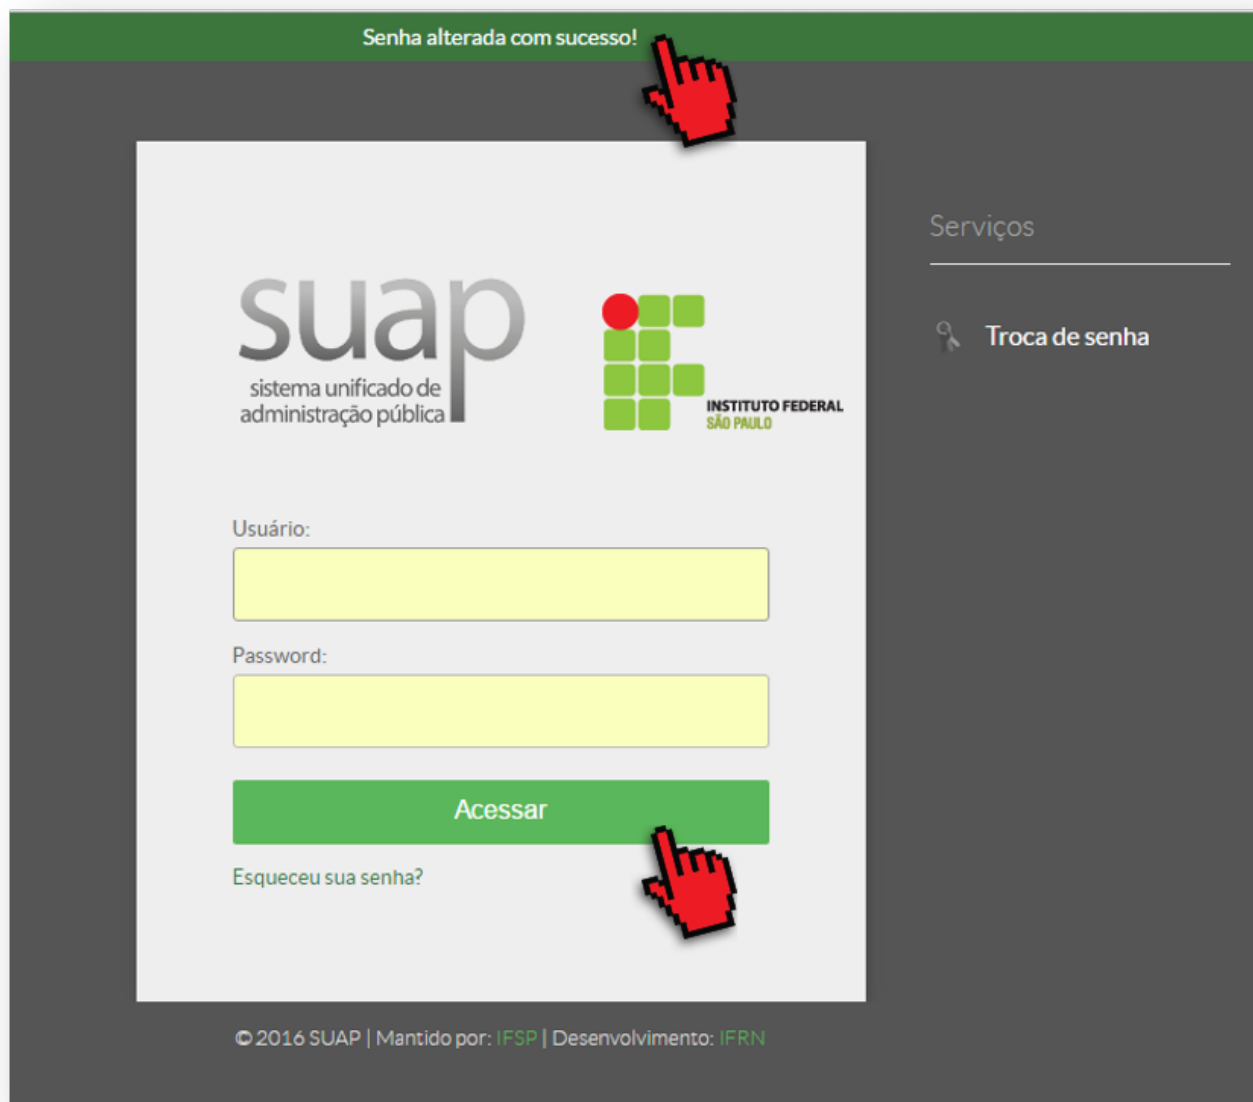 Senha alterada com sucesso!
suap
sistema unificado de
administração pública
INSTITUTO FEDERAL
SÃO PAULO
Serviços
Troca de senha
Usuário:
Password:
Acessar
Esqueceu sua senha?
© 2016 SUAP | Mantido por: IFSP | Desenvolvimento: IFRN